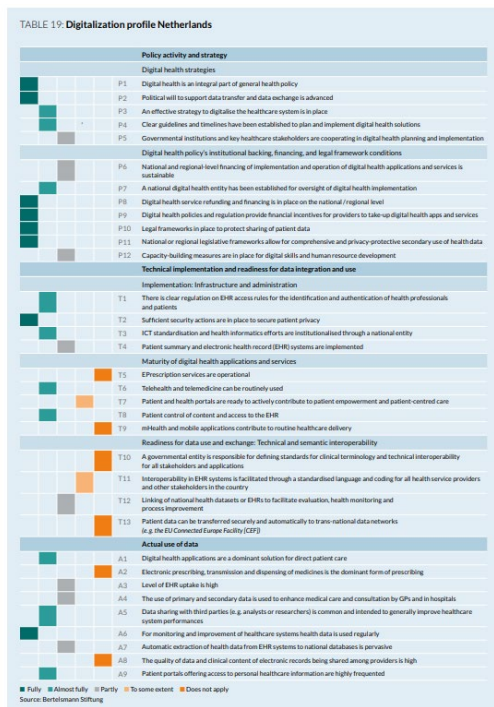 TABLE 19: Digitalization profile Netherlands
Policy activity and strategy
Digital health strategies
P1 Digital health is an integral part of general health policy
P2 Political will to support data transfer and data exchange is advanced
P3 An effective strategy to digitalise the healthcare system is in place
P4 Clear guidelines and timelines have been established to plan and implement digital health solutions
P5 Governmental institutions and key healthcare stakeholders are cooperating in digital health planning and implementation
Digital health policy's institutional backing, financing, and legal framework conditions
P6 National and regional-level financing of implementation and operation of digital health applications and services is
sustainable
P7 A national digital health entity has been established for oversight of digital health implementation
P8 Digital health service refunding and financing is in place on the national / regional level
P9 Digital health policies and regulation provide financial incentives for providers to take-up digital health apps and services
P10 Legal frameworks in place to protect sharing of patient data
P11 National or regional legislative frameworks allow for comprehensive and privacy-protective secondary use of health data
P12 Capacity-building measures are in place for digital skills and human resource development
Technical implementation and readiness for data integration and use
Implementation: Infrastructure and administration
T1 There is clear regulation on EHR access rules for the identification and authentication of health professionals
and patients
T2 Sufficient security actions are in place to secure patient privacy
T3 ICT standardisation and health informatics efforts are institutionalised through a national entity
T4 Patient summary and electronic health record (EHR) systems are implemented
Maturity of digital health applications and services
T5 EPrescription services are operational
T6 Telehealth and telemedicine can be routinely used
T7 Patient and health portals are ready to actively contribute to patient empowerment and patient-centred care
T8 Patient control of content and access to the EHR
T9 mHealth and mobile applications contribute to routine healthcare delivery
Readiness for data use and exchange: Technical and semantic interoperability
T10 A governmental entity is responsible for defining standards for clinical terminology and technical interoperability
for all stakeholders and applications
T11 Interoperability in EHR systems is facilitated through a standardised language and coding for all health service providers
and other stakeholders in the country
T12 Linking of national health datasets or EHRs to facilitate evaluation, health monitoring and
process improvement
T13 Patient data can be transferred securely and automatically to trans-national data networks
(e.g. the EU Connected Europe Facility [CEF])
Actual use of data
A1 Digital health applications are a dominant solution for direct patient care
A2 Electronic prescribing, transmission and dispensing of medicines is the dominant form of prescribing
A3 Level of EHR uptake is high
A4 The use of primary and secondary data is used to enhance medical care and consultation by GPs and in hospitals
A5 Data sharing with third parties (e.g. analysts or researchers) is common and intended to generally improve healthcare
system performances
A6 For monitoring and improvement of healthcare systems health data is used regularly
A7 Automatic extraction of health data from EHR systems to national databases is pervasive
A8 The quality of data and clinical content of electronic records being shared among providers is high
A9 Patient portals offering access to personal healthcare information are highly frequented
Fully Almost fully Partly To some extent Does not apply
Source: Bertelsmann Stiftung